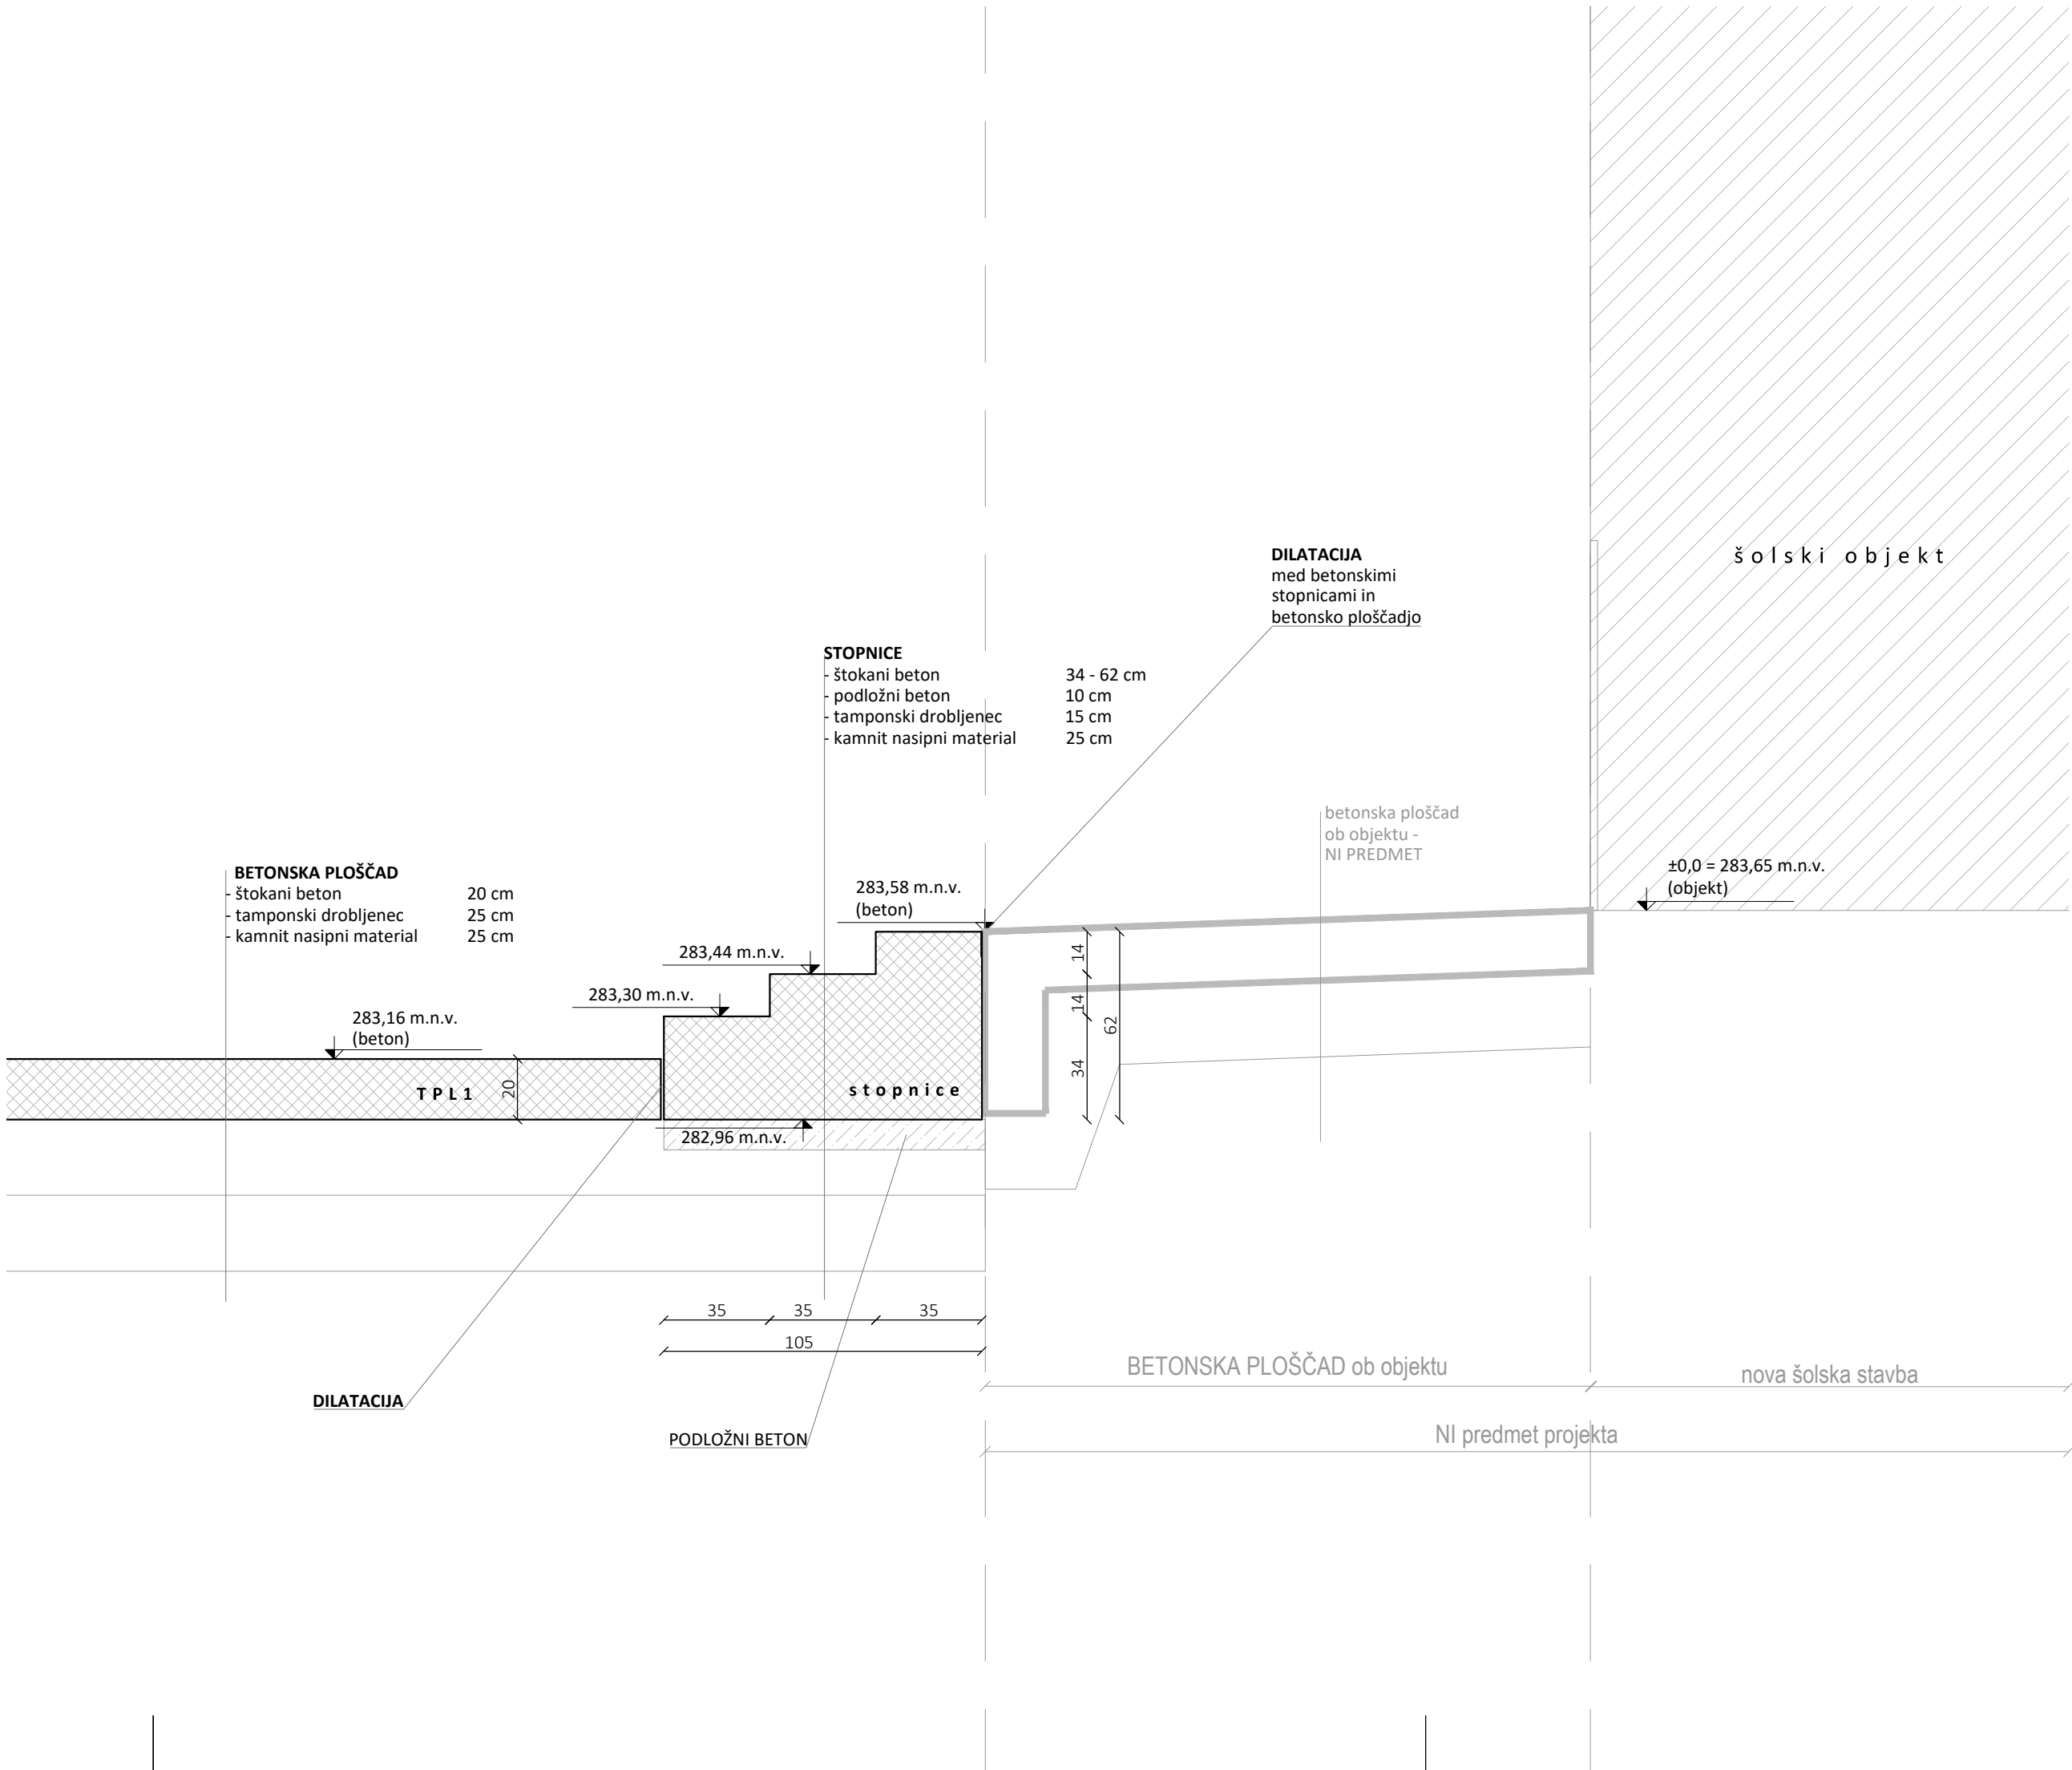 šolski objekt
DILATACIJA
med betonskimi
stopnicami in
betonsko ploščadjo
STOPNICE
- štokani beton 34 - 62 cm
- podložni beton 10 cm
- tamponski drobljenec 15 cm
- kamnit nasipni material 25 cm
betonska ploščad
ob objektu -
NI PREDMET
±0,0 = 283,65 m.n.v.
(objekt)
BETONSKA PLOŠČAD
- štokani beton 20 cm
- tamponski drobljenec 25 cm
- kamnit nasipni material 25 cm
283,58 m.n.v.
(beton)
283,44 m.n.v.
283,30 m.n.v.
283,16 m.n.v.
(beton)
14
14
62
34
TPL1
20
stopnice
282,96 m.n.v.
35 35 35
105
BETONSKA PLOŠČAD ob objektu
nova šolska stavba
DILATACIJA
PODLOŽNI BETON
NI predmet projekta